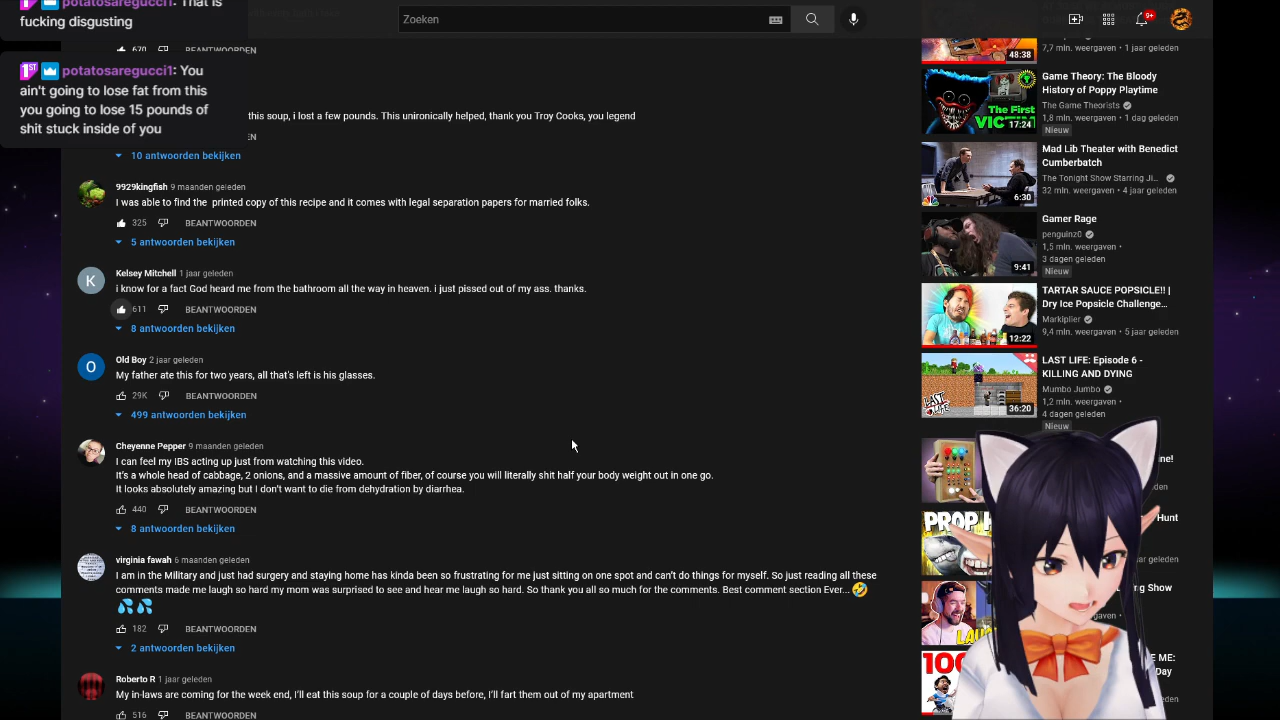 potatosaregucci1: That is
fucking disgusting
1ST potatosaregucci1: You
ain't going to lose fat from this
you going to lose 15 pounds of
shit stuck inside of you
Zoeken
9+
670 BEANTWOORDEN
this soup, i lost a few pounds. This unironically helped, thank you Troy Cooks, you legend
10 antwoorden bekijken
9929kingfish 9 maanden geleden
I was able to find the printed copy of this recipe and it comes with legal separation papers for married folks.
325 BEANTWOORDEN
5 antwoorden bekijken
K
Kelsey Mitchell 1 jaar geleden
i know for a fact God heard me from the bathroom all the way in heaven. i just pissed out of my ass. thanks.
611 BEANTWOORDEN
8 antwoorden bekijken
O
Old Boy 2 jaar geleden
My father ate this for two years, all that's left is his glasses.
29K BEANTWOORDEN
499 antwoorden bekijken
Cheyenne Pepper 9 maanden geleden
I can feel my IBS acting up just from watching this video.
It's a whole head of cabbage, 2 onions, and a massive amount of fiber, of course you will literally shit half your body weight out in one go.
It looks absolutely amazing but I don't want to die from dehydration by diarrhea.
440 BEANTWOORDEN
8 antwoorden bekijken
virginia fawah 6 maanden geleden
I am in the Military and just had surgery and staying home has kinda been so frustrating for me just sitting on one spot and can't do things for myself. So just reading all these
comments made me laugh so hard my mom was surprised to see and hear me laugh so hard. So thank you all so much for the comments. Best comment section Ever... 🤣
💦 💦
182 BEANTWOORDEN
2 antwoorden bekijken
Roberto R 1 jaar geleden
My in-laws are coming for the week end, I'll eat this soup for a couple of days before, I'll fart them out of my apartment
516 BEANTWOORDEN
48:38
7,7 mln. weergaven • 1 jaar geleden
The First
VICTIM
17:24
Game Theory: The Bloody
History of Poppy Playtime
The Game Theorists
1,8 mln. weergaven • 1 dag geleden
Nieuw
6:30
Mad Lib Theater with Benedict
Cumberbatch
The Tonight Show Starring Ji...
32 mln. weergaven • 4 jaar geleden
9:41
Gamer Rage
penguinz0
1,5 mln. weergaven •
3 dagen geleden
Nieuw
12:22
TARTAR SAUCE POPSICLE!! |
Dry Ice Popsicle Challenge...
Markiplier
9,4 mln. weergaven • 5 jaar geleden
LAST LIFE
36:20
LAST LIFE: Episode 6 -
KILLING AND DYING
Mumbo Jumbo
1,2 mln. weergaven •
4 dagen geleden
Nieuw
PROP H
Hunt
Show
100
ME:
Day